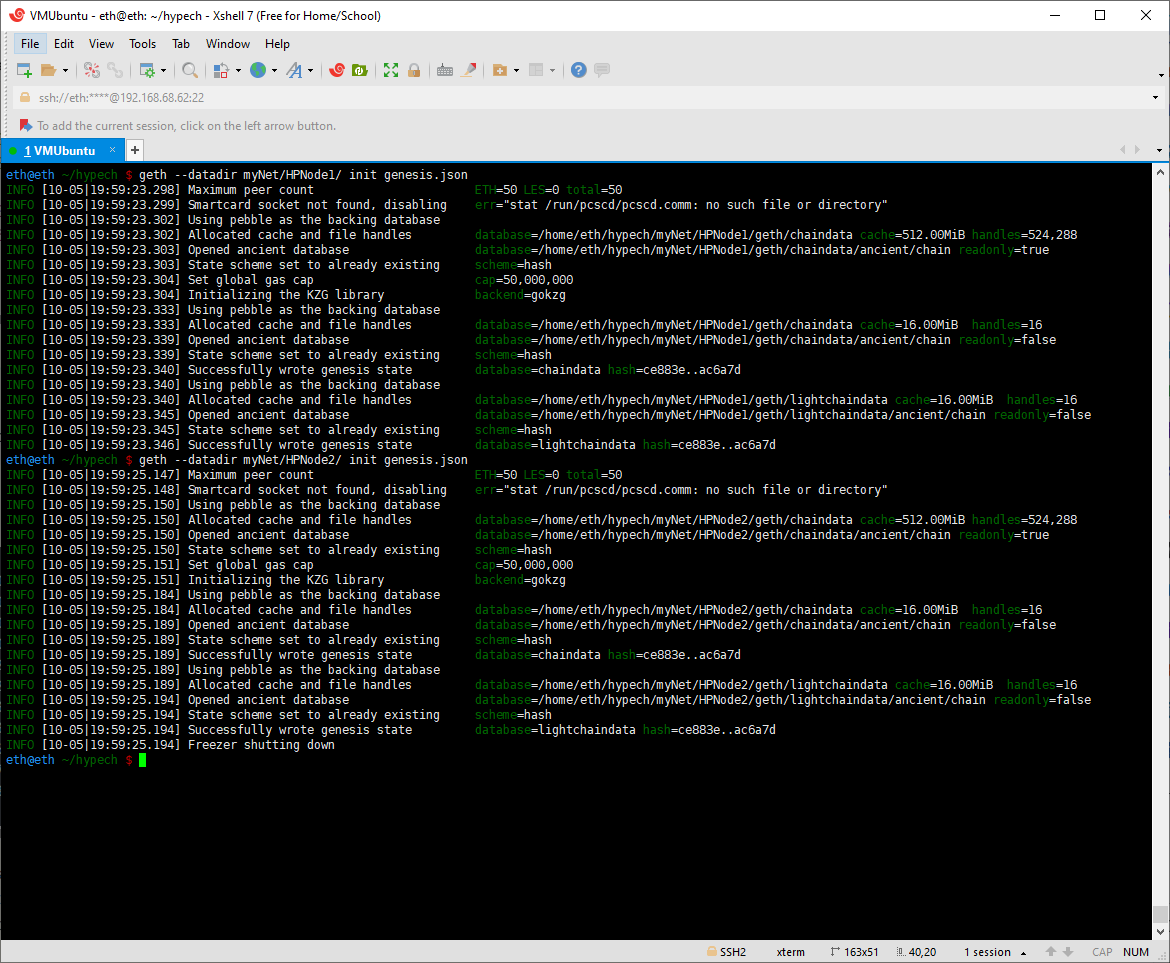 VMUbuntu - eth@eth: ~/hypech - Xshell 7 (Free for Home/School)
File Edit View Tools Tab Window Help
ssh://eth:****@192.168.68.62:22
To add the current session, click on the left arrow button.
1 VMUbuntu × +
eth@eth ~/hypech $ geth --datadir myNet/HPNode1/ init genesis.json
INFO [10-05|19:59:23.298] Maximum peer count ETH=50 LES=0 total=50
INFO [10-05|19:59:23.299] Smartcard socket not found, disabling err="stat /run/pcscd/pcscd.comm: no such file or directory"
INFO [10-05|19:59:23.302] Using pebble as the backing database
INFO [10-05|19:59:23.302] Allocated cache and file handles database=/home/eth/hypech/myNet/HPNode1/geth/chaindata cache=512.00MiB handles=524,288
INFO [10-05|19:59:23.303] Opened ancient database database=/home/eth/hypech/myNet/HPNode1/geth/chaindata/ancient/chain readonly=true
INFO [10-05|19:59:23.303] State scheme set to already existing scheme=hash
INFO [10-05|19:59:23.304] Set global gas cap cap=50,000,000
INFO [10-05|19:59:23.304] Initializing the KZG library backend=gokzg
INFO [10-05|19:59:23.333] Using pebble as the backing database
INFO [10-05|19:59:23.333] Allocated cache and file handles database=/home/eth/hypech/myNet/HPNode1/geth/chaindata cache=16.00MiB handles=16
INFO [10-05|19:59:23.339] Opened ancient database database=/home/eth/hypech/myNet/HPNode1/geth/chaindata/ancient/chain readonly=false
INFO [10-05|19:59:23.339] State scheme set to already existing scheme=hash
INFO [10-05|19:59:23.340] Successfully wrote genesis state database=chaindata hash=ce883e..ac6a7d
INFO [10-05|19:59:23.340] Using pebble as the backing database
INFO [10-05|19:59:23.340] Allocated cache and file handles database=/home/eth/hypech/myNet/HPNode1/geth/lightchaindata cache=16.00MiB handles=16
INFO [10-05|19:59:23.345] Opened ancient database database=/home/eth/hypech/myNet/HPNode1/geth/lightchaindata/ancient/chain readonly=false
INFO [10-05|19:59:23.345] State scheme set to already existing scheme=hash
INFO [10-05|19:59:23.346] Successfully wrote genesis state database=lightchaindata hash=ce883e..ac6a7d
eth@eth ~/hypech $ geth --datadir myNet/HPNode2/ init genesis.json
INFO [10-05|19:59:25.147] Maximum peer count ETH=50 LES=0 total=50
INFO [10-05|19:59:25.148] Smartcard socket not found, disabling err="stat /run/pcscd/pcscd.comm: no such file or directory"
INFO [10-05|19:59:25.150] Using pebble as the backing database
INFO [10-05|19:59:25.150] Allocated cache and file handles database=/home/eth/hypech/myNet/HPNode2/geth/chaindata cache=512.00MiB handles=524,288
INFO [10-05|19:59:25.150] Opened ancient database database=/home/eth/hypech/myNet/HPNode2/geth/chaindata/ancient/chain readonly=true
INFO [10-05|19:59:25.150] State scheme set to already existing scheme=hash
INFO [10-05|19:59:25.151] Set global gas cap cap=50,000,000
INFO [10-05|19:59:25.151] Initializing the KZG library backend=gokzg
INFO [10-05|19:59:25.184] Using pebble as the backing database
INFO [10-05|19:59:25.184] Allocated cache and file handles database=/home/eth/hypech/myNet/HPNode2/geth/chaindata cache=16.00MiB handles=16
INFO [10-05|19:59:25.189] Opened ancient database database=/home/eth/hypech/myNet/HPNode2/geth/chaindata/ancient/chain readonly=false
INFO [10-05|19:59:25.189] State scheme set to already existing scheme=hash
INFO [10-05|19:59:25.189] Successfully wrote genesis state database=chaindata hash=ce883e..ac6a7d
INFO [10-05|19:59:25.189] Using pebble as the backing database
INFO [10-05|19:59:25.189] Allocated cache and file handles database=/home/eth/hypech/myNet/HPNode2/geth/lightchaindata cache=16.00MiB handles=16
INFO [10-05|19:59:25.194] Opened ancient database database=/home/eth/hypech/myNet/HPNode2/geth/lightchaindata/ancient/chain readonly=false
INFO [10-05|19:59:25.194] State scheme set to already existing scheme=hash
INFO [10-05|19:59:25.194] Successfully wrote genesis state database=lightchaindata hash=ce883e..ac6a7d
INFO [10-05|19:59:25.194] Freezer shutting down
eth@eth ~/hypech $
SSH2 xterm 163x51 40,20 1 session CAP NUM